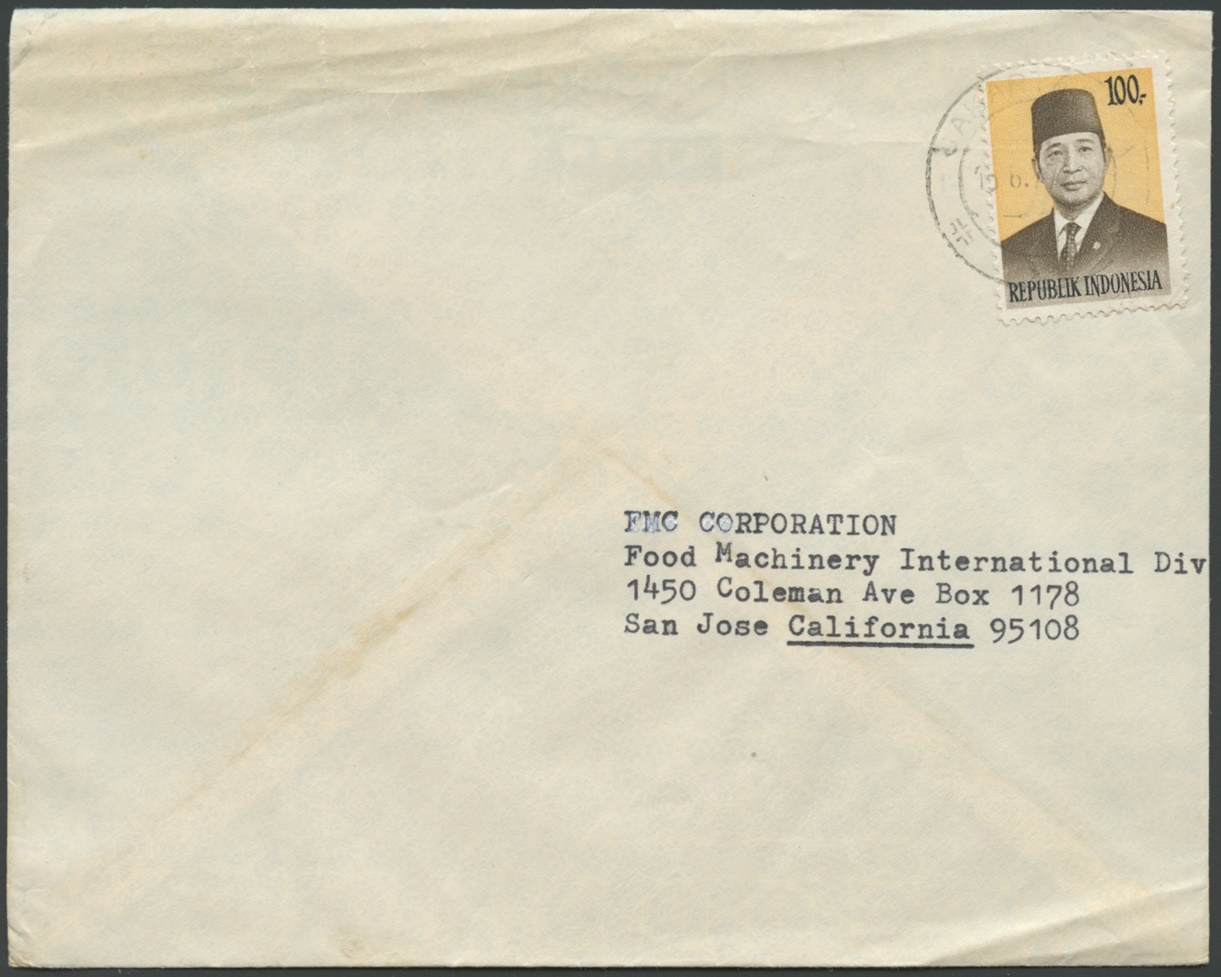 100,-
REPUBLIK INDONESIA
FMC CORPORATION
Food Machinery International Div
1450 Coleman Ave Box 1178
San Jose California 95108